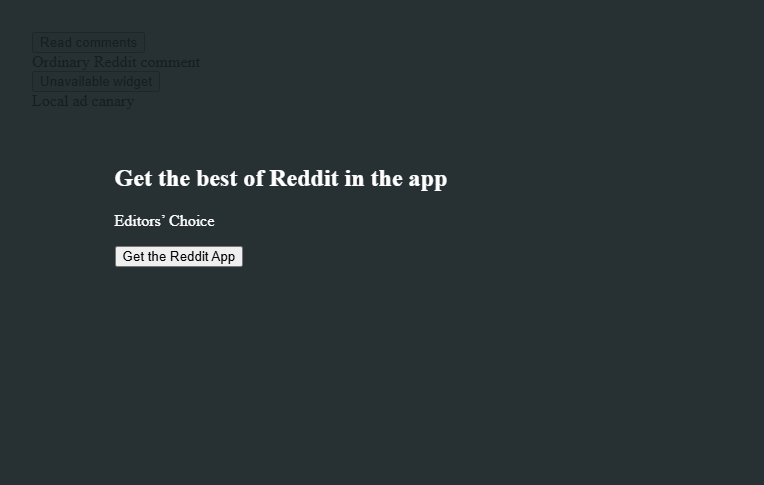 Read comments
Ordinary Reddit comment
Unavailable widget
Local ad canary
Get the best of Reddit in the app
Editors’ Choice
Get the Reddit App